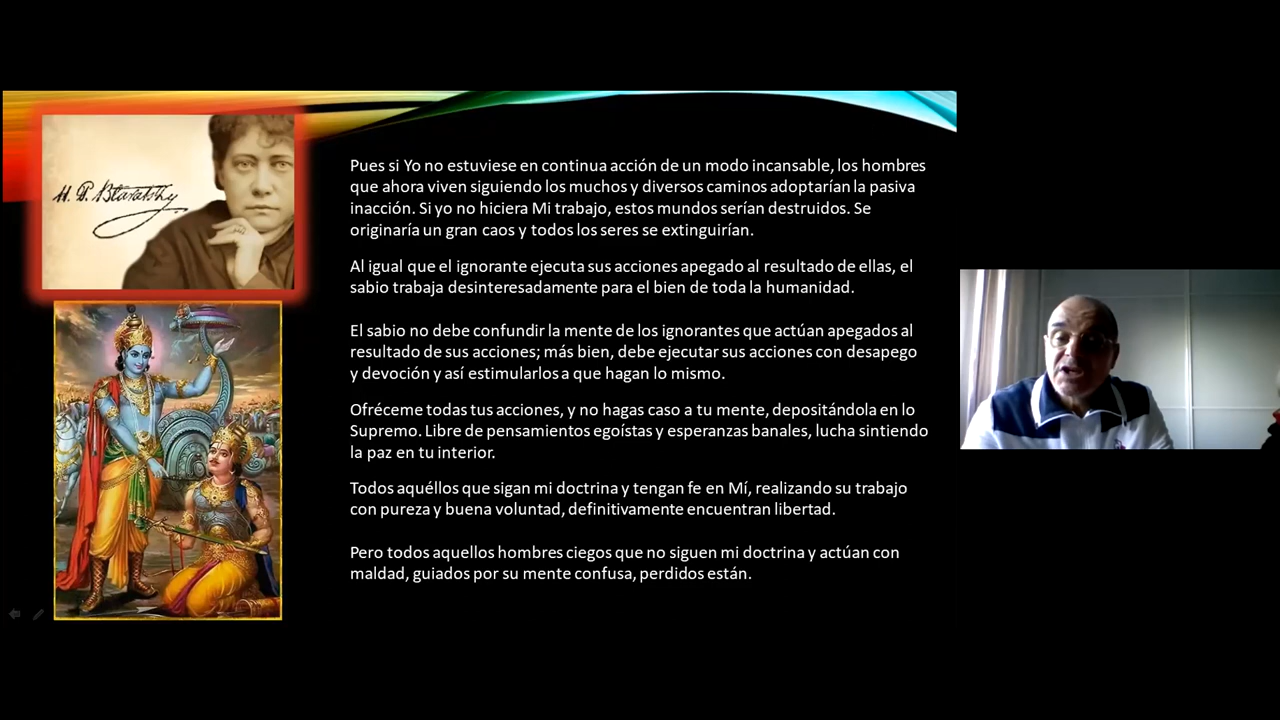 H. P. Blavatsky
Pues si Yo no estuviese en continua acción de un modo incansable, los hombres
que ahora viven siguiendo los muchos y diversos caminos adoptarían la pasiva
inacción. Si yo no hiciera Mi trabajo, estos mundos serían destruidos. Se
originaría un gran caos y todos los seres se extinguirían.
Al igual que el ignorante ejecuta sus acciones apegado al resultado de ellas, el
sabio trabaja desinteresadamente para el bien de toda la humanidad.
El sabio no debe confundir la mente de los ignorantes que actúan apegados al
resultado de sus acciones; más bien, debe ejecutar sus acciones con desapego
y devoción y así estimularlos a que hagan lo mismo.
Ofréceme todas tus acciones, y no hagas caso a tu mente, depositándola en lo
Supremo. Libre de pensamientos egoístas y esperanzas banales, lucha sintiendo
la paz en tu interior.
Todos aquéllos que sigan mi doctrina y tengan fe en Mí, realizando su trabajo
con pureza y buena voluntad, definitivamente encuentran libertad.
Pero todos aquellos hombres ciegos que no siguen mi doctrina y actúan con
maldad, guiados por su mente confusa, perdidos están.